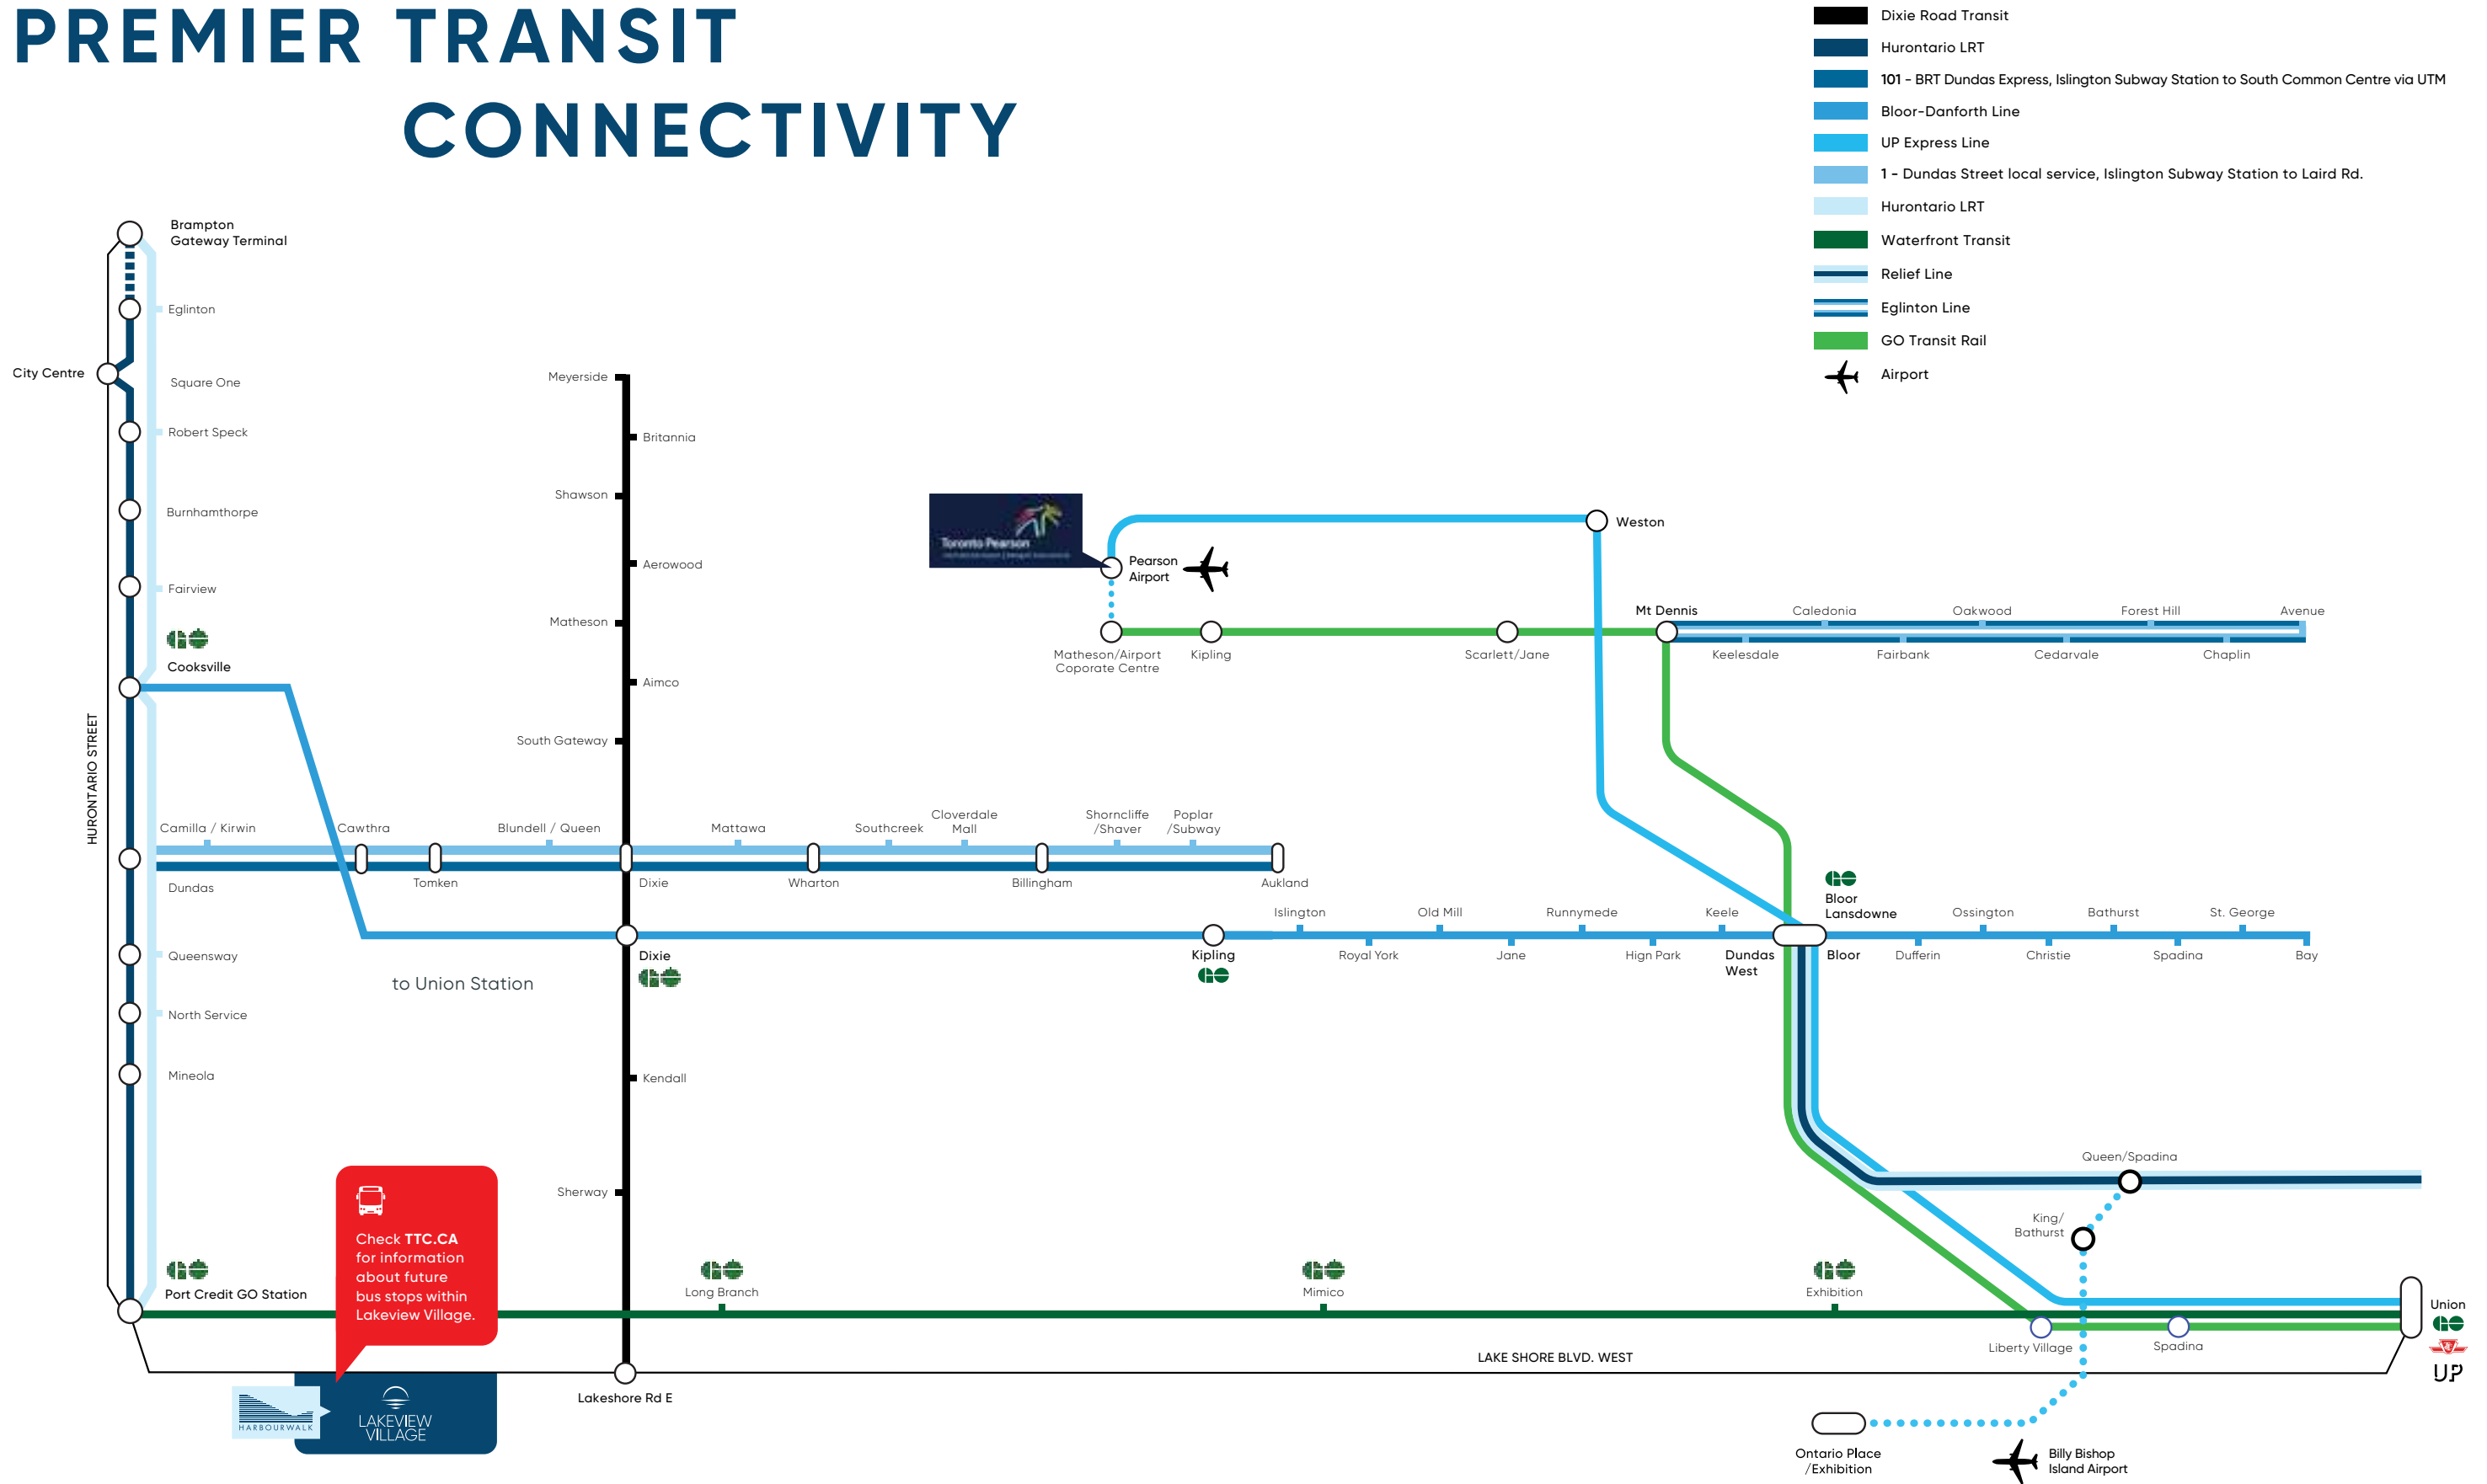 PREMIER TRANSIT
CONNECTIVITY
Dixie Road Transit
Hurontario LRT
101 - BRT Dundas Express, Islington Subway Station to South Common Centre via UTM
Bloor-Danforth Line
UP Express Line
1 - Dundas Street local service, Islington Subway Station to Laird Rd.
Hurontario LRT
Waterfront Transit
Relief Line
Eglinton Line
GO Transit Rail
Airport
Brampton
Gateway Terminal
Eglinton
City Centre
Square One
Robert Speck
Burnhamthorpe
Fairview
Cooksville
HURONTARIO STREET
Dundas
Queensway
North Service
Mineola
Port Credit GO Station
Meyerside
Britannia
Shawson
Aerowood
Matheson
Aimco
South Gateway
Camilla / Kirwin
Cawthra
Blundell / Queen
Mattawa
Southcreek
Cloverdale
Mall
Shorncliffe
/Shaver
Poplar
/Subway
Tomken
Dixie
Wharton
Billingham
Aukland
to Union Station
Dixie
Kipling
Kendall
Sherway
Lakeshore Rd E
Toronto Pearson
Pearson
Airport
Weston
Matheson/Airport
Coporate Centre
Kipling
Scarlett/Jane
Mt Dennis
Caledonia
Oakwood
Forest Hill
Avenue
Keelesdale
Fairbank
Cedarvale
Chaplin
Islington
Old Mill
Runnymede
Keele
Bloor
Lansdowne
Ossington
Bathurst
St. George
Royal York
Jane
Hign Park
Dundas
West
Bloor
Dufferin
Christie
Spadina
Bay
Queen/Spadina
King/
Bathurst
Long Branch
Mimico
Exhibition
Liberty Village
Spadina
Union
UP
LAKE SHORE BLVD. WEST
Ontario Place
/Exhibition
Billy Bishop
Island Airport
Check TTC.CA
for information
about future
bus stops within
Lakeview Village.
HARBOURWALK
LAKEVIEW
VILLAGE